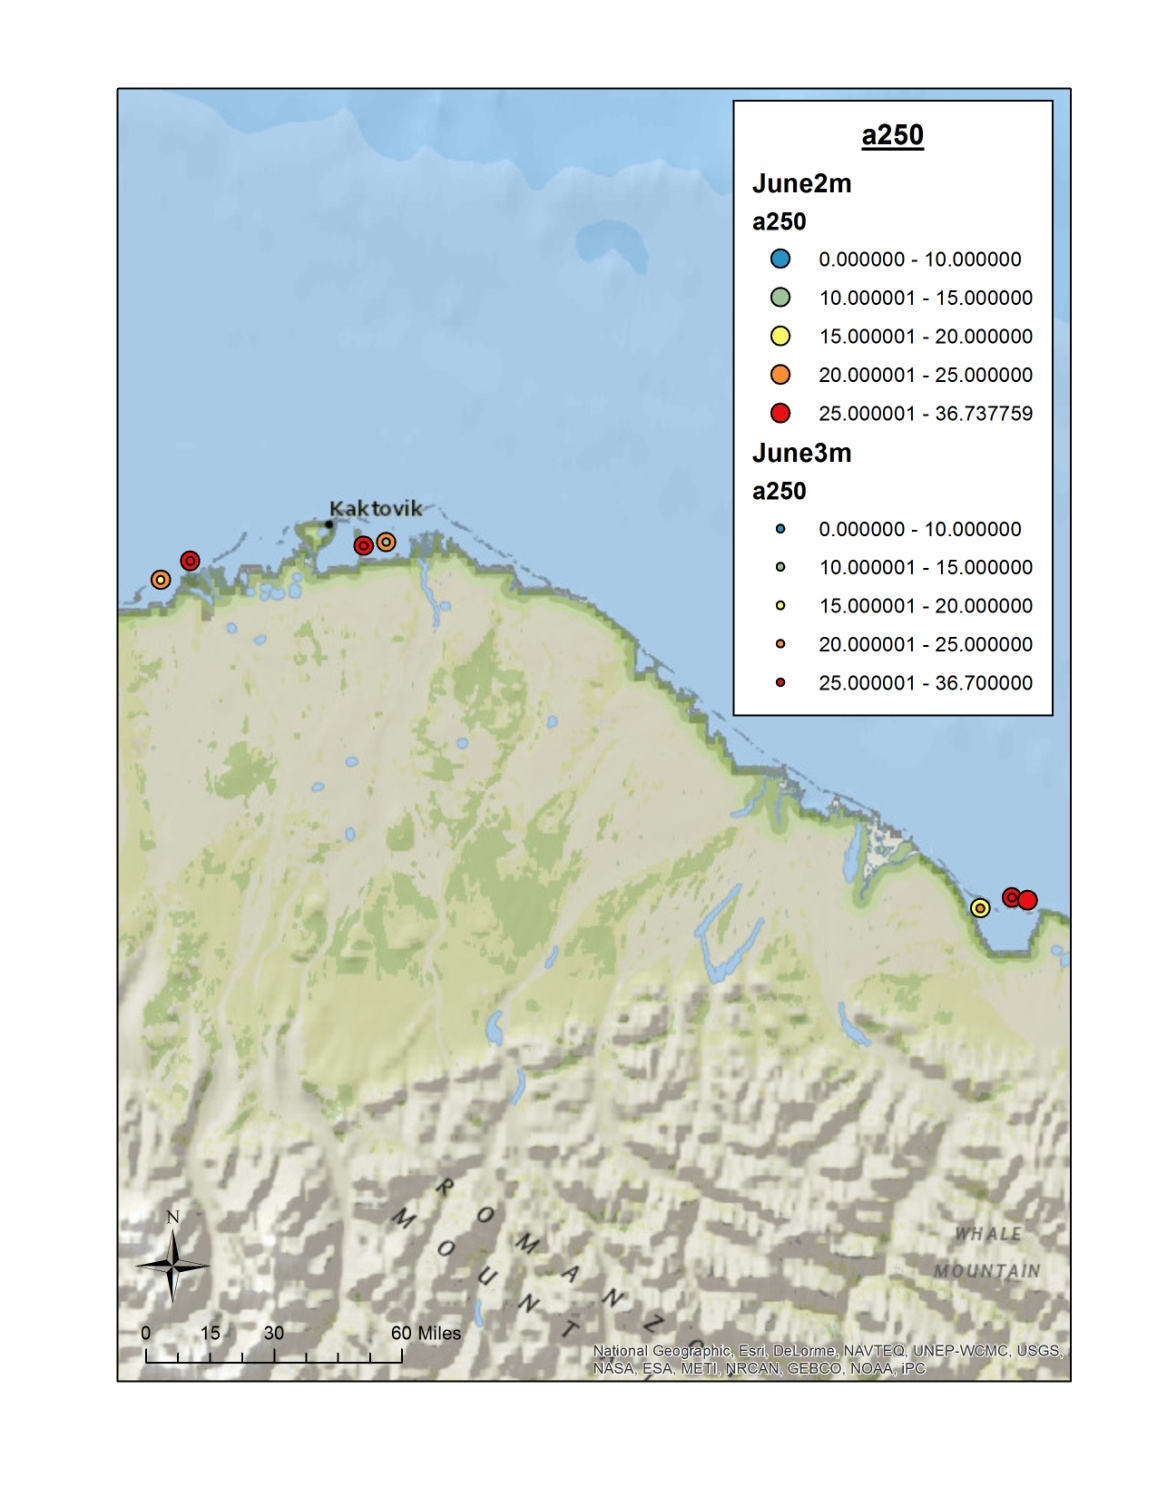 a250
June2m
a250
0.000000 - 10.000000
10.000001 - 15.000000
15.000001 - 20.000000
20.000001 - 25.000000
25.000001 - 36.737759
June3m
a250
0.000000 - 10.000000
10.000001 - 15.000000
15.000001 - 20.000000
20.000001 - 25.000000
25.000001 - 36.700000
Kaktovik
ROMANZO
MOUNT
WHALE
MOUNTAIN
N
0 15 30 60 Miles
National Geographic, Esri, DeLorme, NAVTEQ, UNEP-WCMC, USGS,
NASA, ESA, METI, NRCAN, GEBCO, NOAA, iPC